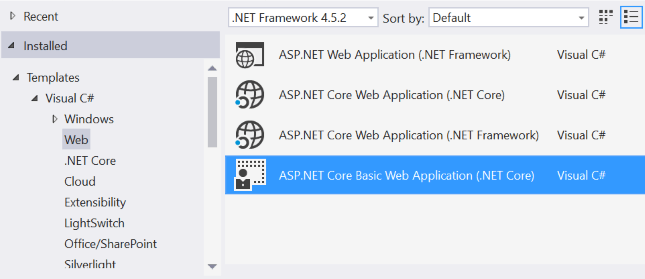 Recent
Installed
Templates
Visual C#
Windows
Web
.NET Core
Cloud
Extensibility
LightSwitch
Office/SharePoint
Silverlight
.NET Framework 4.5.2 Sort by: Default
ASP.NET Web Application (.NET Framework) Visual C#
ASP.NET Core Web Application (.NET Core) Visual C#
ASP.NET Core Web Application (.NET Framework) Visual C#
ASP.NET Core Basic Web Application (.NET Core) Visual C#